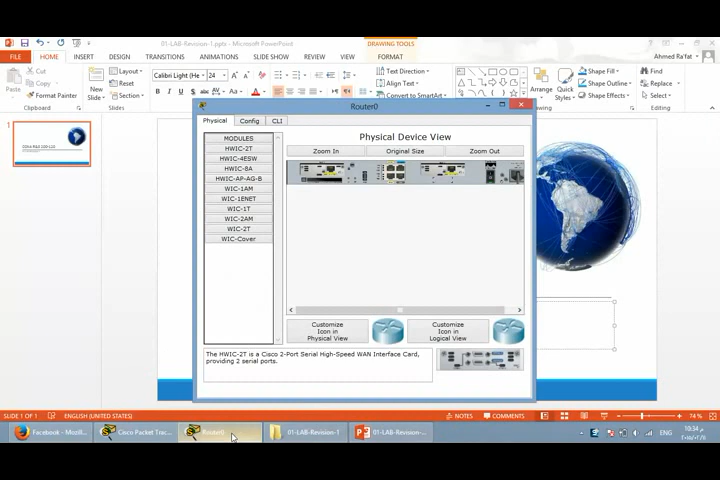 01-LAB-Revision-1.pptx - Microsoft PowerPoint
DRAWING TOOLS
FILE HOME INSERT DESIGN TRANSITIONS ANIMATIONS SLIDE SHOW REVIEW VIEW FORMAT
Ahmed Ra'fat
Cut
Copy
Format Painter
Paste
Clipboard
New
Slides
Layout
Reset
Section
Calibri Light (He
24
Text Direction
Align Text
Convert to SmartArt
Drawing
Arrange
Quick
Styles
Shape Fill
Shape Outline
Shape Effects
Find
Replace
Select
Editing
Router0
Physical Config CLI
MODULES
HWIC-2T
HWIC-4ESW
HWIC-8A
HWIC-AP-AG-B
WIC-1AM
WIC-1ENET
WIC-1T
WIC-2AM
WIC-2T
WIC-Cover
Physical Device View
Zoom In Original Size Zoom Out
Customize
Icon in
Physical View
Customize
Icon in
Logical View
The HWIC-2T is a Cisco 2-Port Serial High-Speed WAN Interface Card,
providing 2 serial ports.
1
SLIDE 1 OF 1 ENGLISH (UNITED STATES) NOTES COMMENTS 74 %
Facebook - Mozill... Cisco Packet Trac... Router0 01-LAB-Revision-1 01-LAB-Revision-...
ENG